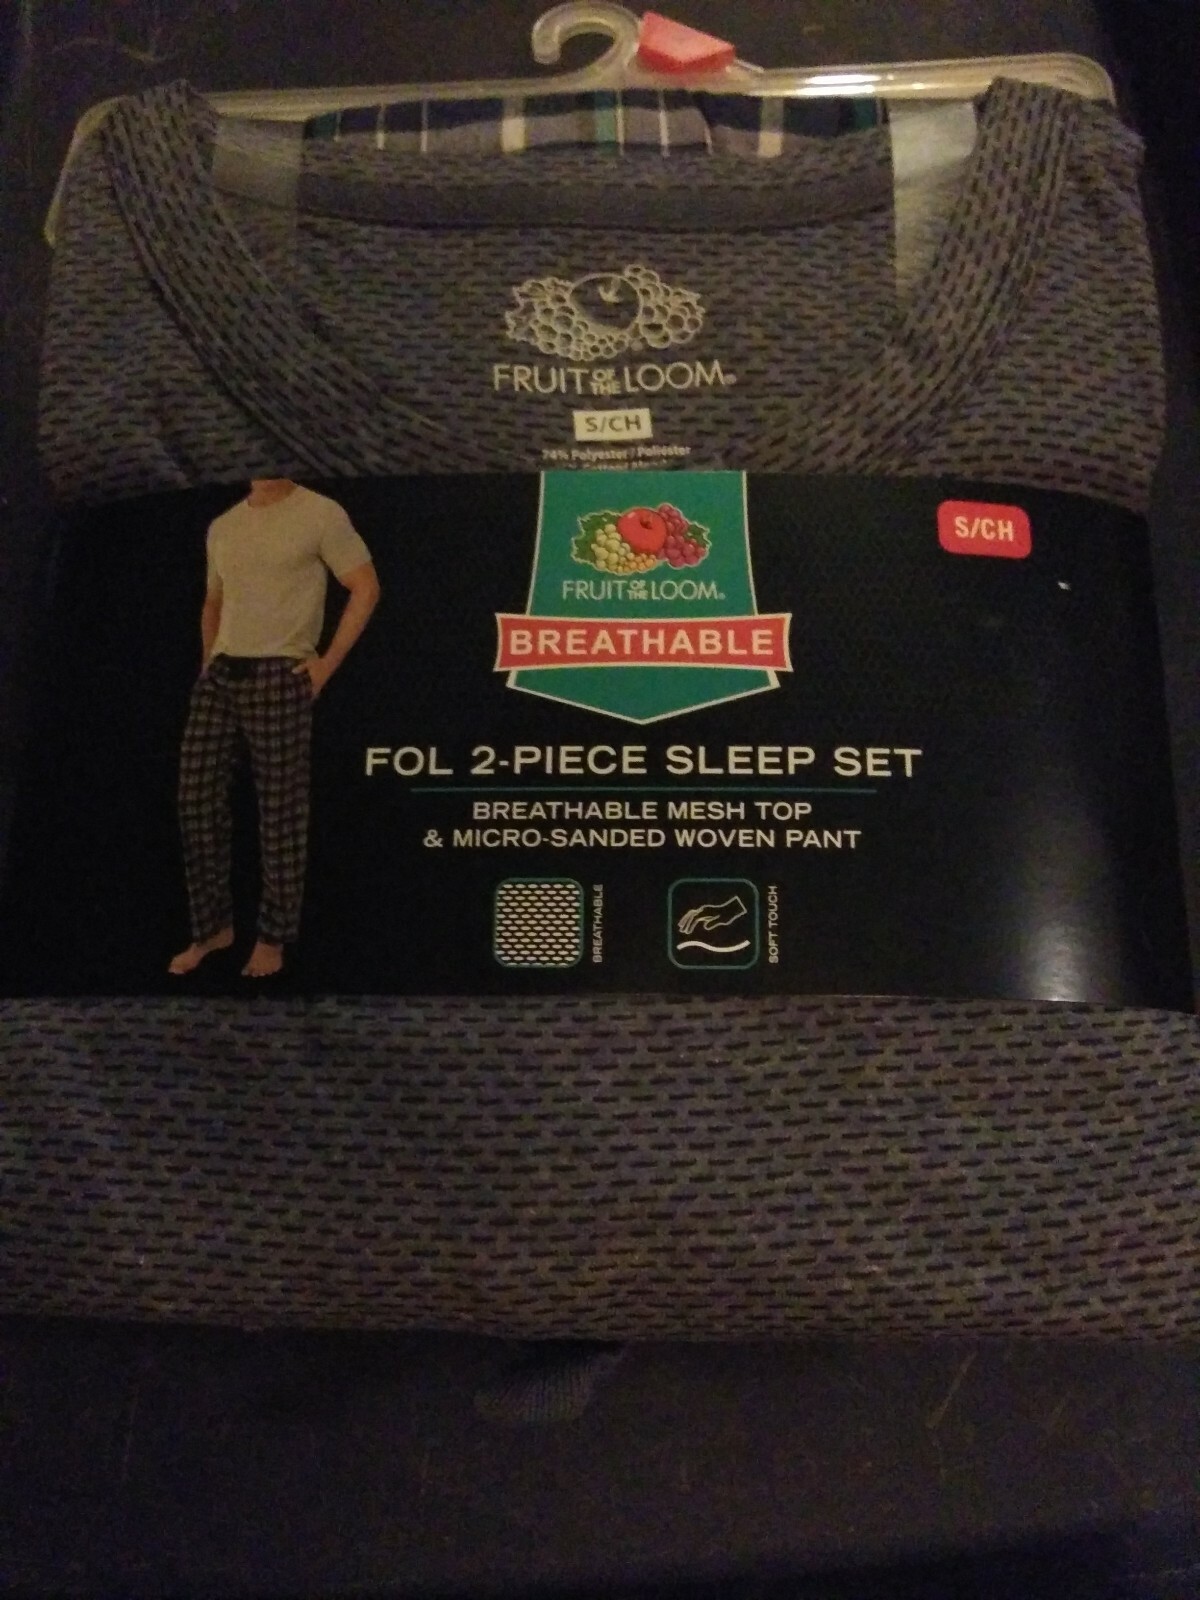 FRUIT OF THE LOOM®
S/CH
74% Polyester / Poliéster
S/CH
FRUIT OF THE LOOM®
BREATHABLE
FOL 2-PIECE SLEEP SET
BREATHABLE MESH TOP
& MICRO-SANDED WOVEN PANT
BREATHABLE
SOFT TOUCH